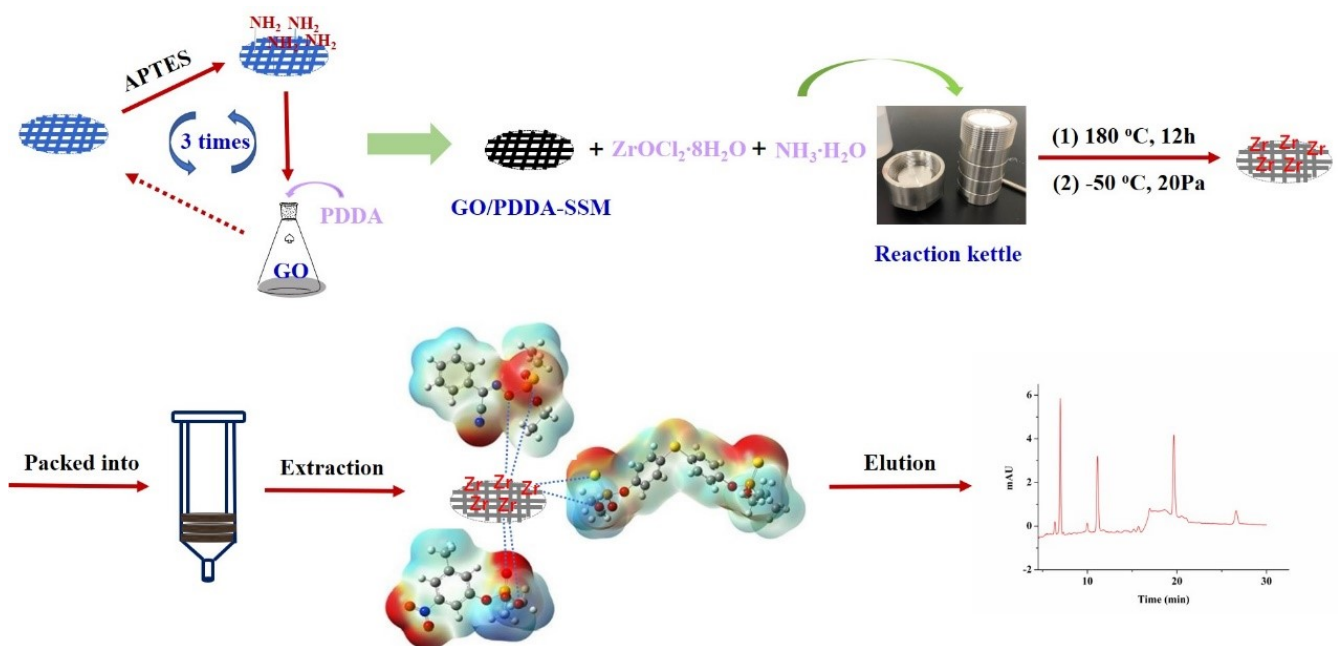 NH₂ NH₂
NH₂ NH₂
APTES
3 times
PDDA
GO
GO/PDDA-SSM
+ ZrOCl₂·8H₂O + NH₃·H₂O
Reaction kettle
(1) 180 °C, 12h
(2) -50 °C, 20Pa
Zr Zr Zr
Zr Zr
Packed into
Extraction
Zr Zr Zr
Zr Zr
Elution
mAU
6
4
2
0
-2
10 20 30
Time (min)